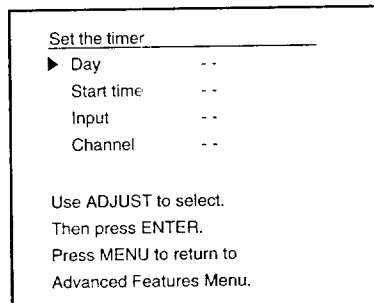 Set the timer
▶ Day - -
Start time - -
Input - -
Channel - -
Use ADJUST to select.
Then press ENTER.
Press MENU to return to
Advanced Features Menu.